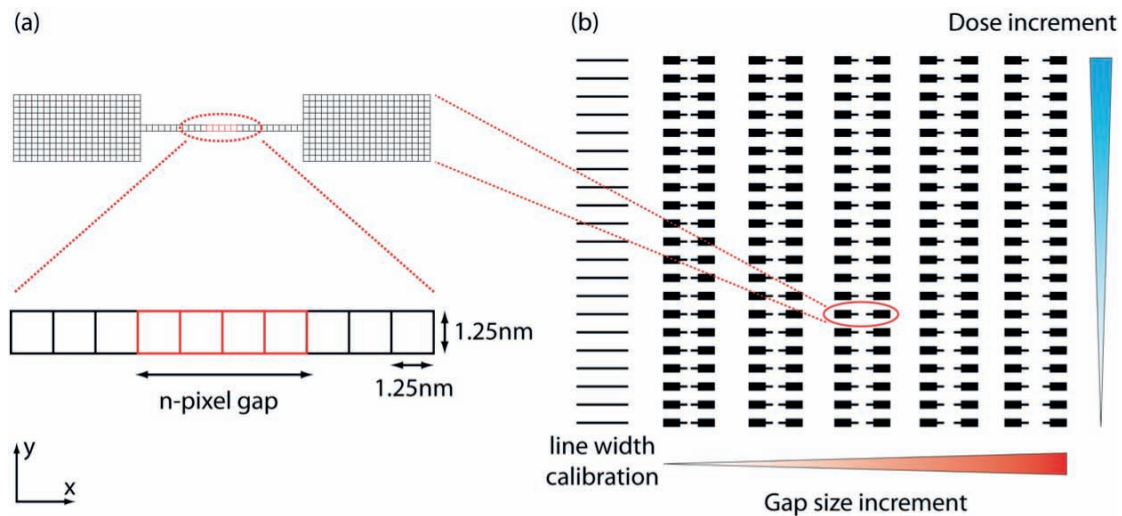 (a)
1.25nm
1.25nm
n-pixel gap
y
x
(b)
Dose increment
line width
calibration
Gap size increment